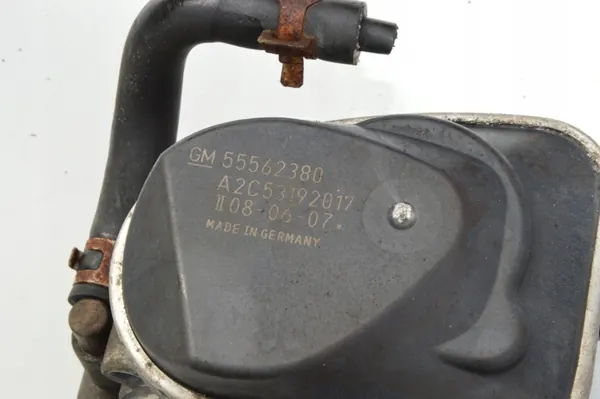 GM 55562380
A2C53192017
II 08-06-07.
MADE IN GERMANY